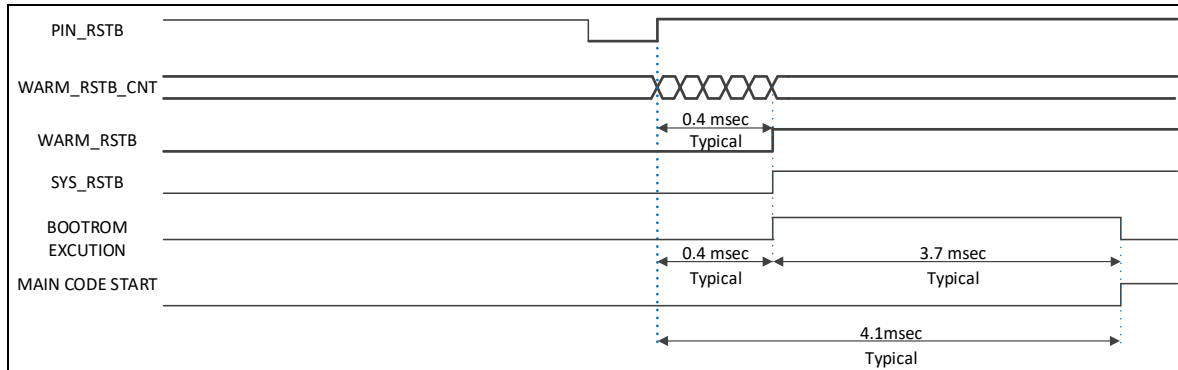 PIN_RSTB
WARM_RSTB_CNT
0.4 msec
Typical
WARM_RSTB
SYS_RSTB
BOOTROM
EXCUTION
0.4 msec
3.7 msec
Typical
Typical
MAIN CODE START
4.1msec
Typical